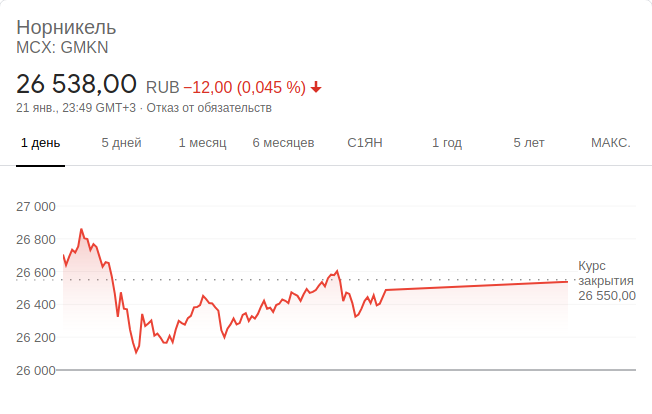 Норникель
MCX: GMKN
26 538,00 RUB −12,00 (0,045 %)
21 янв., 23:49 GMT+3 · Отказ от обязательств
1 день 5 дней 1 месяц 6 месяцев С1ЯН 1 год 5 лет МАКС.
27 000
26 800
26 600
26 400
26 200
26 000
Курс
закрытия
26 550,00